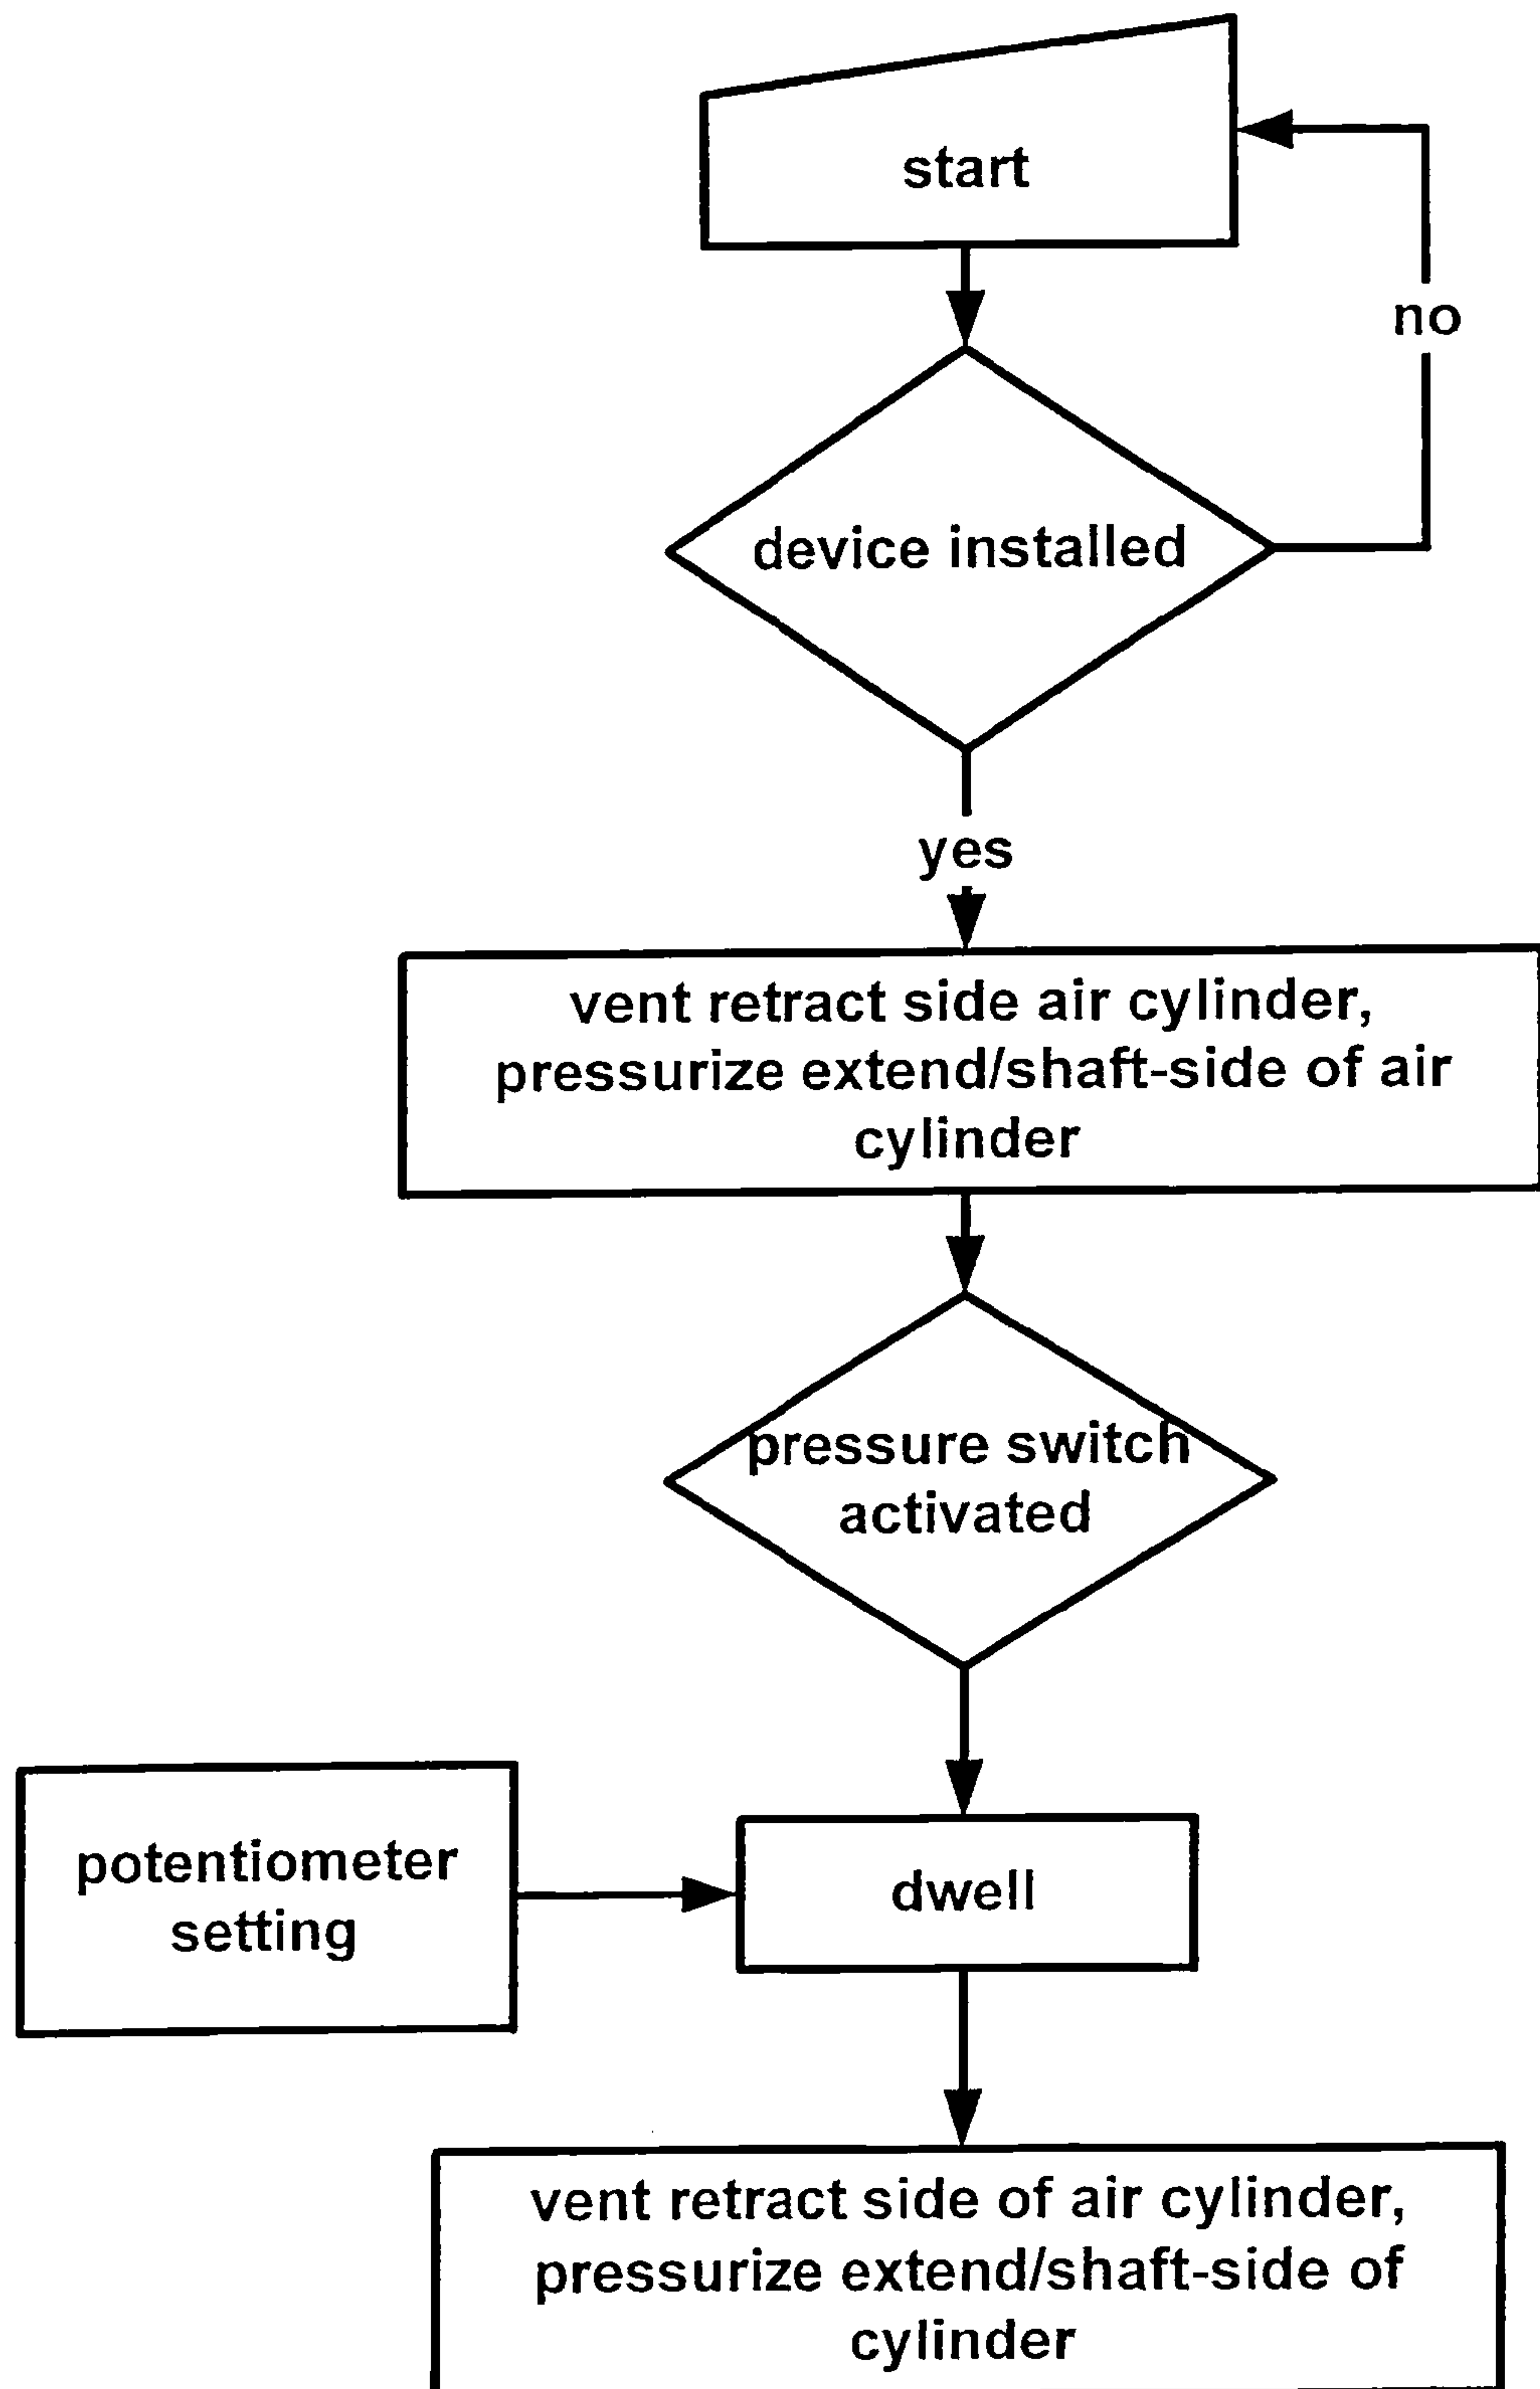 start
no
device installed
yes
vent retract side air cylinder,
pressurize extend/shaft-side of air
cylinder
pressure switch
activated
potentiometer
setting
dwell
vent retract side of air cylinder,
pressurize extend/shaft-side of
cylinder